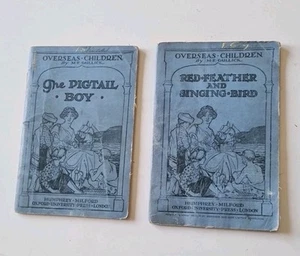 OVERSEAS·CHILDREN
The PIGTAIL
BOY·
HUMPHREY·MILFORD
OXFORD·UNIVERSITY·PRESS·LONDON
OVERSEAS·CHILDREN
RED-FEATHER
AND
SINGING·BIRD
HUMPHREY·MILFORD
OXFORD·UNIVERSITY·PRESS·LONDON